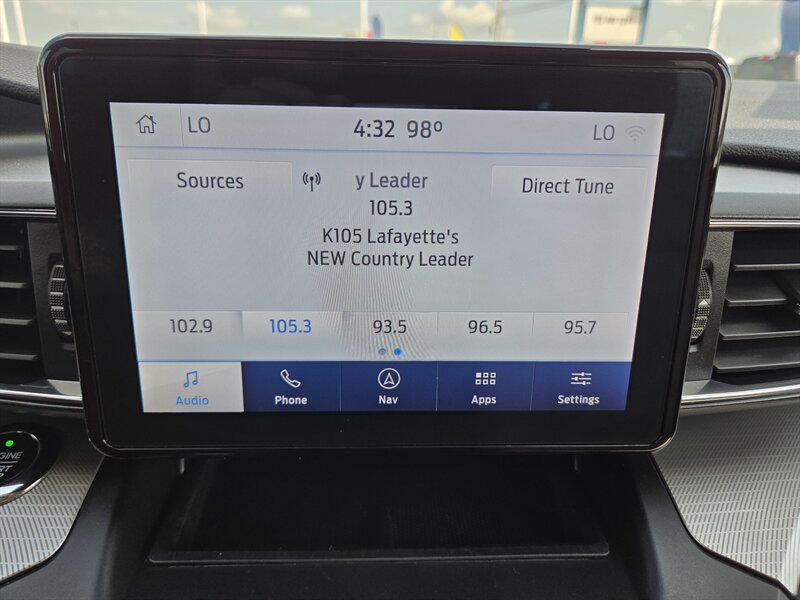 LO 4:32 98° LO
Sources y Leader Direct Tune
105.3
K105 Lafayette's
NEW Country Leader
102.9 105.3 93.5 96.5 95.7
Audio Phone Nav Apps Settings